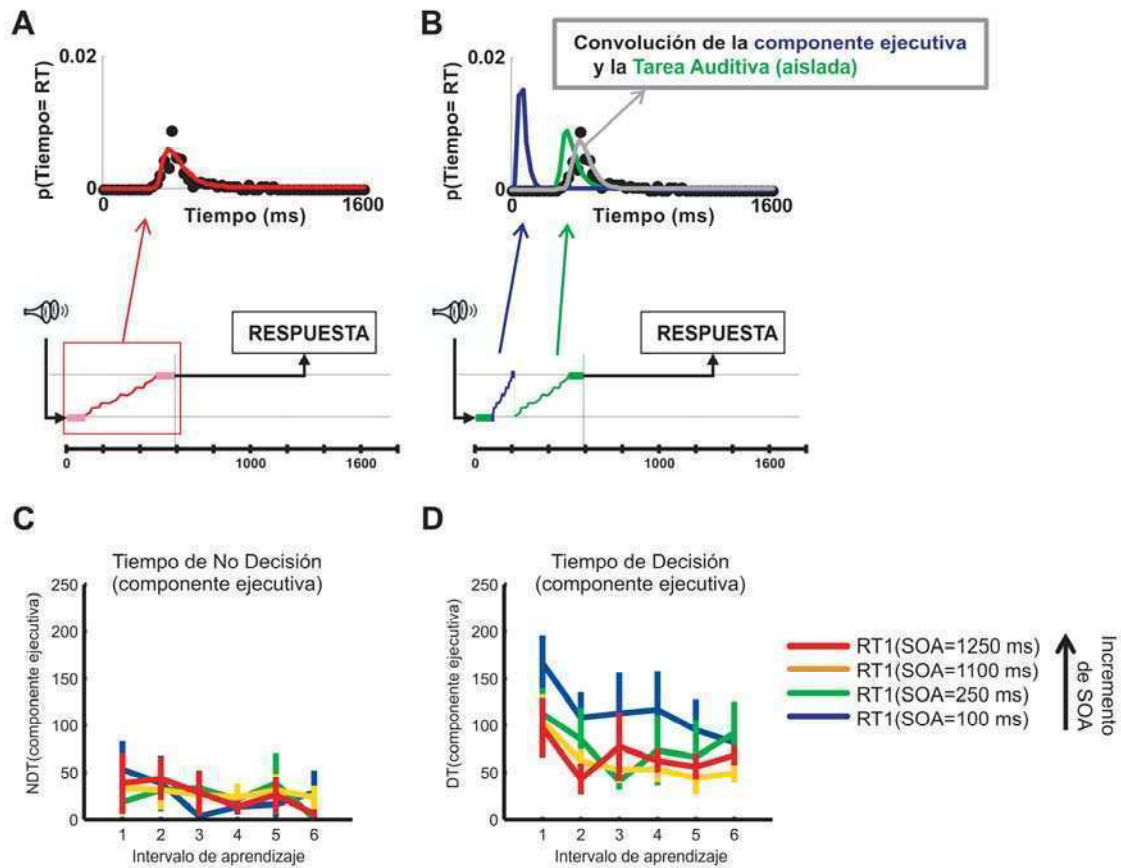 A
0.02
p(Tiempo= RT)
0
0
Tiempo (ms)
1600
RESPUESTA
0
1000
1600
B
Convolución de la componente ejecutiva
y la Tarea Auditiva (aislada)
0.02
p(Tiempo= RT)
0
0
Tiempo (ms)
1600
RESPUESTA
0
1000
1600
C
Tiempo de No Decisión
(componente ejecutiva)
NDT(componente ejecutiva)
250
200
150
100
50
0
1 2 3 4 5 6
Intervalo de aprendizaje
D
Tiempo de Decisión
(componente ejecutiva)
DT(componente ejecutiva)
250
200
150
100
50
0
1 2 3 4 5 6
Intervalo de aprendizaje
RT1(SOA=1250 ms)
RT1(SOA=1100 ms)
RT1(SOA=250 ms)
RT1(SOA=100 ms)
Incremento
de SOA